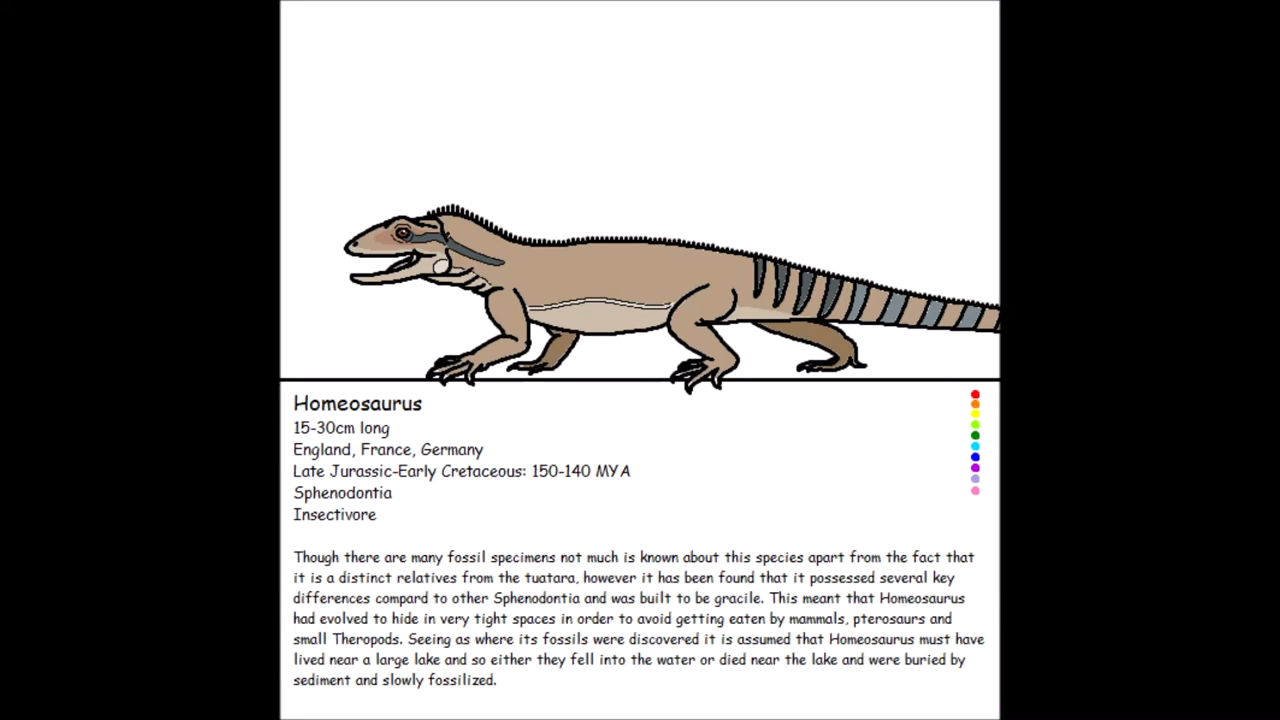 Homeosaurus
15-30cm long
England, France, Germany
Late Jurassic-Early Cretaceous: 150-140 MYA
Sphenodontia
Insectivore
Though there are many fossil specimens not much is known about this species apart from the fact that
it is a distinct relatives from the tuatara, however it has been found that it possessed several key
differences compard to other Sphenodontia and was built to be gracile. This meant that Homeosaurus
had evolved to hide in very tight spaces in order to avoid getting eaten by mammals, pterosaurs and
small Theropods. Seeing as where its fossils were discovered it is assumed that Homeosaurus must have
lived near a large lake and so either they fell into the water or died near the lake and were buried by
sediment and slowly fossilized.